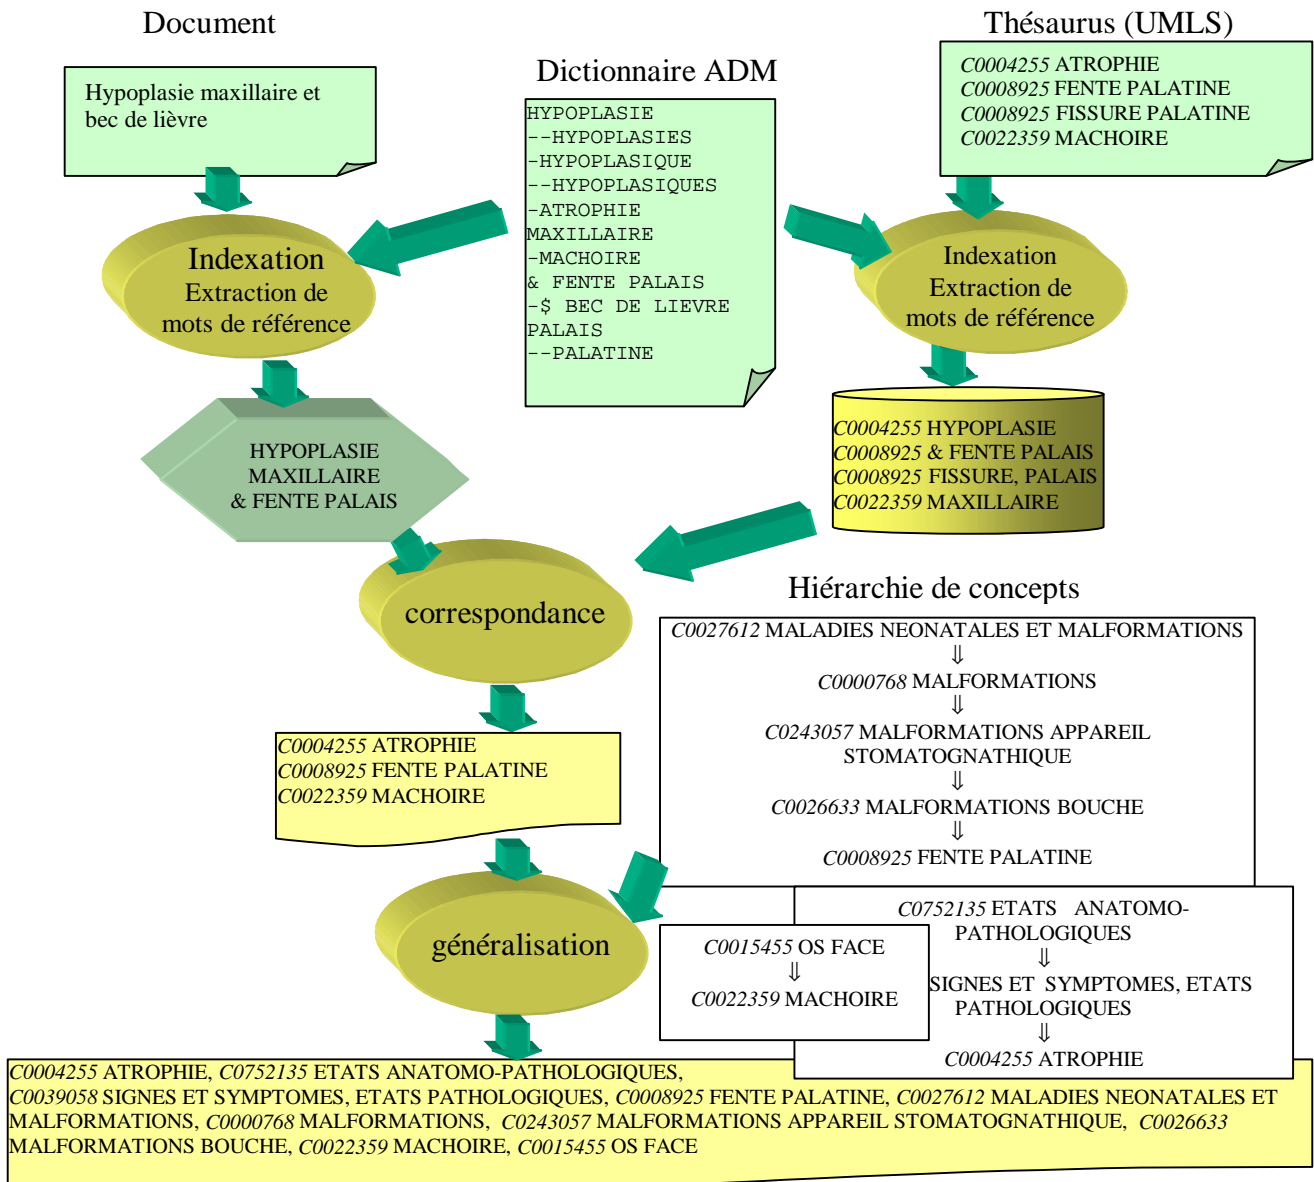 Document
Thésaurus (UMLS)
Dictionnaire ADM
Hypoplasie maxillaire et
bec de lièvre
HYPOPLASIE
--HYPOPLASIES
-HYPOPLASIQUE
--HYPOPLASIQUES
-ATROPHIE
MAXILLAIRE
-MACHOIRE
& FENTE PALAIS
-$ BEC DE LIEVRE
PALAIS
--PALATINE
C0004255 ATROPHIE
C0008925 FENTE PALATINE
C0008925 FISSURE PALATINE
C0022359 MACHOIRE
Indexation
Extraction de
mots de référence
Indexation
Extraction de
mots de référence
HYPOPLASIE
MAXILLAIRE
& FENTE PALAIS
C0004255 HYPOPLASIE
C0008925 & FENTE PALAIS
C0008925 FISSURE, PALAIS
C0022359 MAXILLAIRE
correspondance
Hiérarchie de concepts
C0027612 MALADIES NEONATALES ET MALFORMATIONS
⇓
C0000768 MALFORMATIONS
⇓
C0243057 MALFORMATIONS APPAREIL
STOMATOGNATHIQUE
⇓
C0026633 MALFORMATIONS BOUCHE
⇓
C0008925 FENTE PALATINE
C0004255 ATROPHIE
C0008925 FENTE PALATINE
C0022359 MACHOIRE
généralisation
C0015455 OS FACE
⇓
C0022359 MACHOIRE
C0752135 ETATS ANATOMO-
PATHOLOGIQUES
⇓
SIGNES ET SYMPTOMES, ETATS
PATHOLOGIQUES
⇓
C0004255 ATROPHIE
C0004255 ATROPHIE, C0752135 ETATS ANATOMO-PATHOLOGIQUES,
C0039058 SIGNES ET SYMPTOMES, ETATS PATHOLOGIQUES, C0008925 FENTE PALATINE, C0027612 MALADIES NEONATALES ET
MALFORMATIONS, C0000768 MALFORMATIONS, C0243057 MALFORMATIONS APPAREIL STOMATOGNATHIQUE, C0026633
MALFORMATIONS BOUCHE, C0022359 MACHOIRE, C0015455 OS FACE